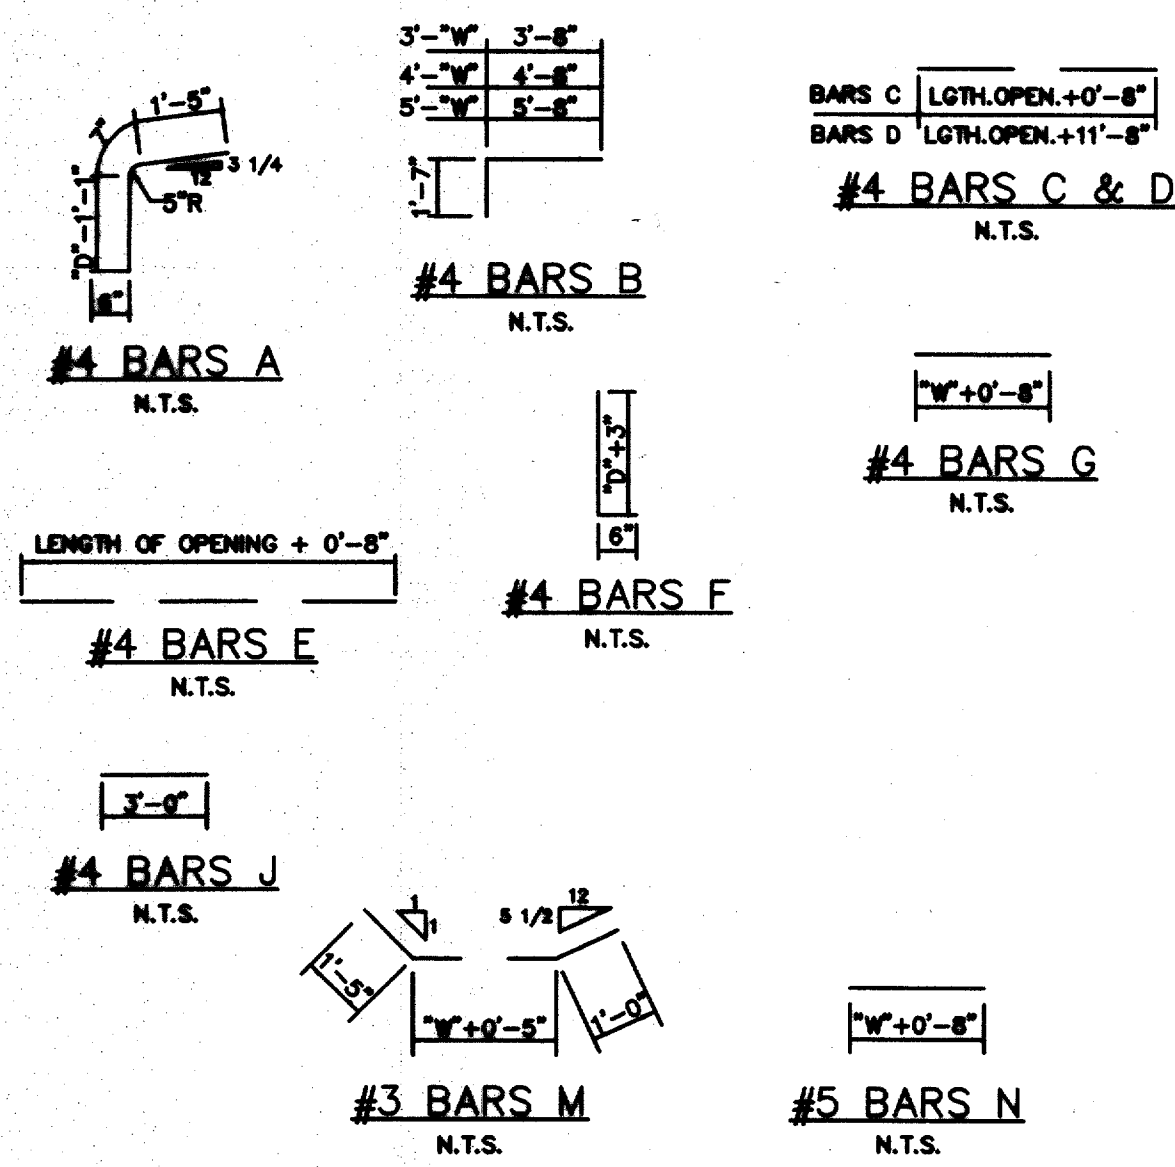 1'-5"
7"
3 1/4
12
5"R
"D"-1'-1"
6"
#4 BARS A
N.T.S.
3'-"W" 3'-8"
4'-"W" 4'-8"
5'-"W" 5'-8"
1'-7"
#4 BARS B
N.T.S.
BARS C LGTH.OPEN.+0'-8"
BARS D LGTH.OPEN.+11'-8"
#4 BARS C & D
N.T.S.
"W"+0'-8"
#4 BARS G
N.T.S.
"D"+3"
6"
#4 BARS F
N.T.S.
LENGTH OF OPENING + 0'-8"
#4 BARS E
N.T.S.
3'-0"
#4 BARS J
N.T.S.
1
1
12
5 1/2
1'-5"
"W"+0'-5"
1'-0"
#3 BARS M
N.T.S.
"W"+0'-8"
#5 BARS N
N.T.S.